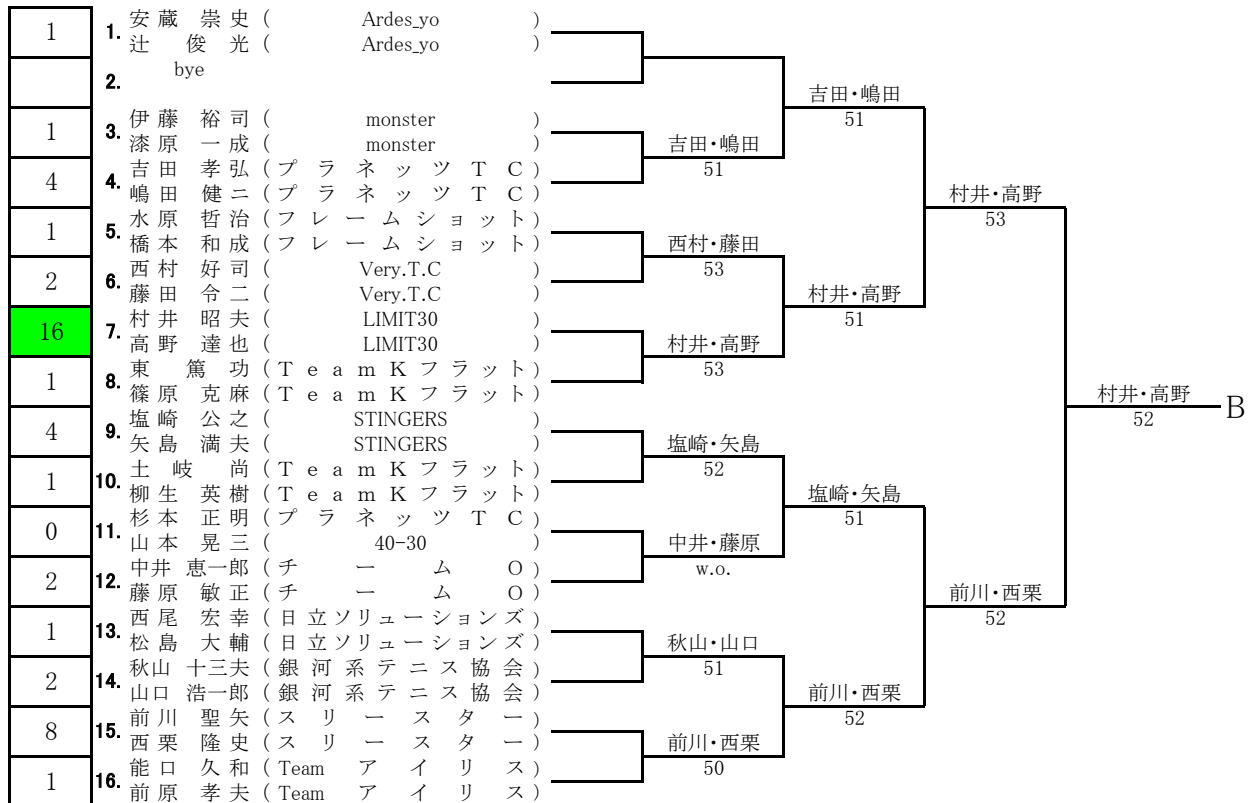 1 1. 安蔵 崇史 ( Ardes_yo )
辻 俊光 ( Ardes_yo )
2. bye
1 3. 伊藤 裕司 ( monster )
漆原 一成 ( monster )
4 4. 吉田 孝弘 (プラネッツTC)
嶋田 健二 (プラネッツTC)
1 5. 水原 哲治 (フレームショット)
橋本 和成 (フレームショット)
2 6. 西村 好司 ( Very.T.C )
藤田 令二 ( Very.T.C )
16 7. 村井 昭夫 ( LIMIT30 )
高野 達也 ( LIMIT30 )
1 8. 東 篤功 (TeamKフラット)
篠原 克麻 (TeamKフラット)
4 9. 塩崎 公之 ( STINGERS )
矢島 満夫 ( STINGERS )
1 10. 土岐 尚 (TeamKフラット)
柳生 英樹 (TeamKフラット)
0 11. 杉本 正明 (プラネッツTC)
山本 晃三 ( 40-30 )
2 12. 中井 恵一郎 (チームO)
藤原 敏正 (チームO)
1 13. 西尾 宏幸 (日立ソリューションズ)
松島 大輔 (日立ソリューションズ)
2 14. 秋山 十三夫 (銀河系テニス協会)
山口 浩一郎 (銀河系テニス協会)
8 15. 前川 聖矢 (スリースター)
西栗 隆史 (スリースター)
1 16. 能口 久和 (Team アイリス)
前原 孝夫 (Team アイリス)
吉田・嶋田
51
西村・藤田
53
村井・高野
53
塩崎・矢島
52
中井・藤原
w.o.
秋山・山口
51
前川・西栗
50
吉田・嶋田
51
村井・高野
51
塩崎・矢島
51
前川・西栗
52
村井・高野
53
前川・西栗
52
村井・高野
52
B